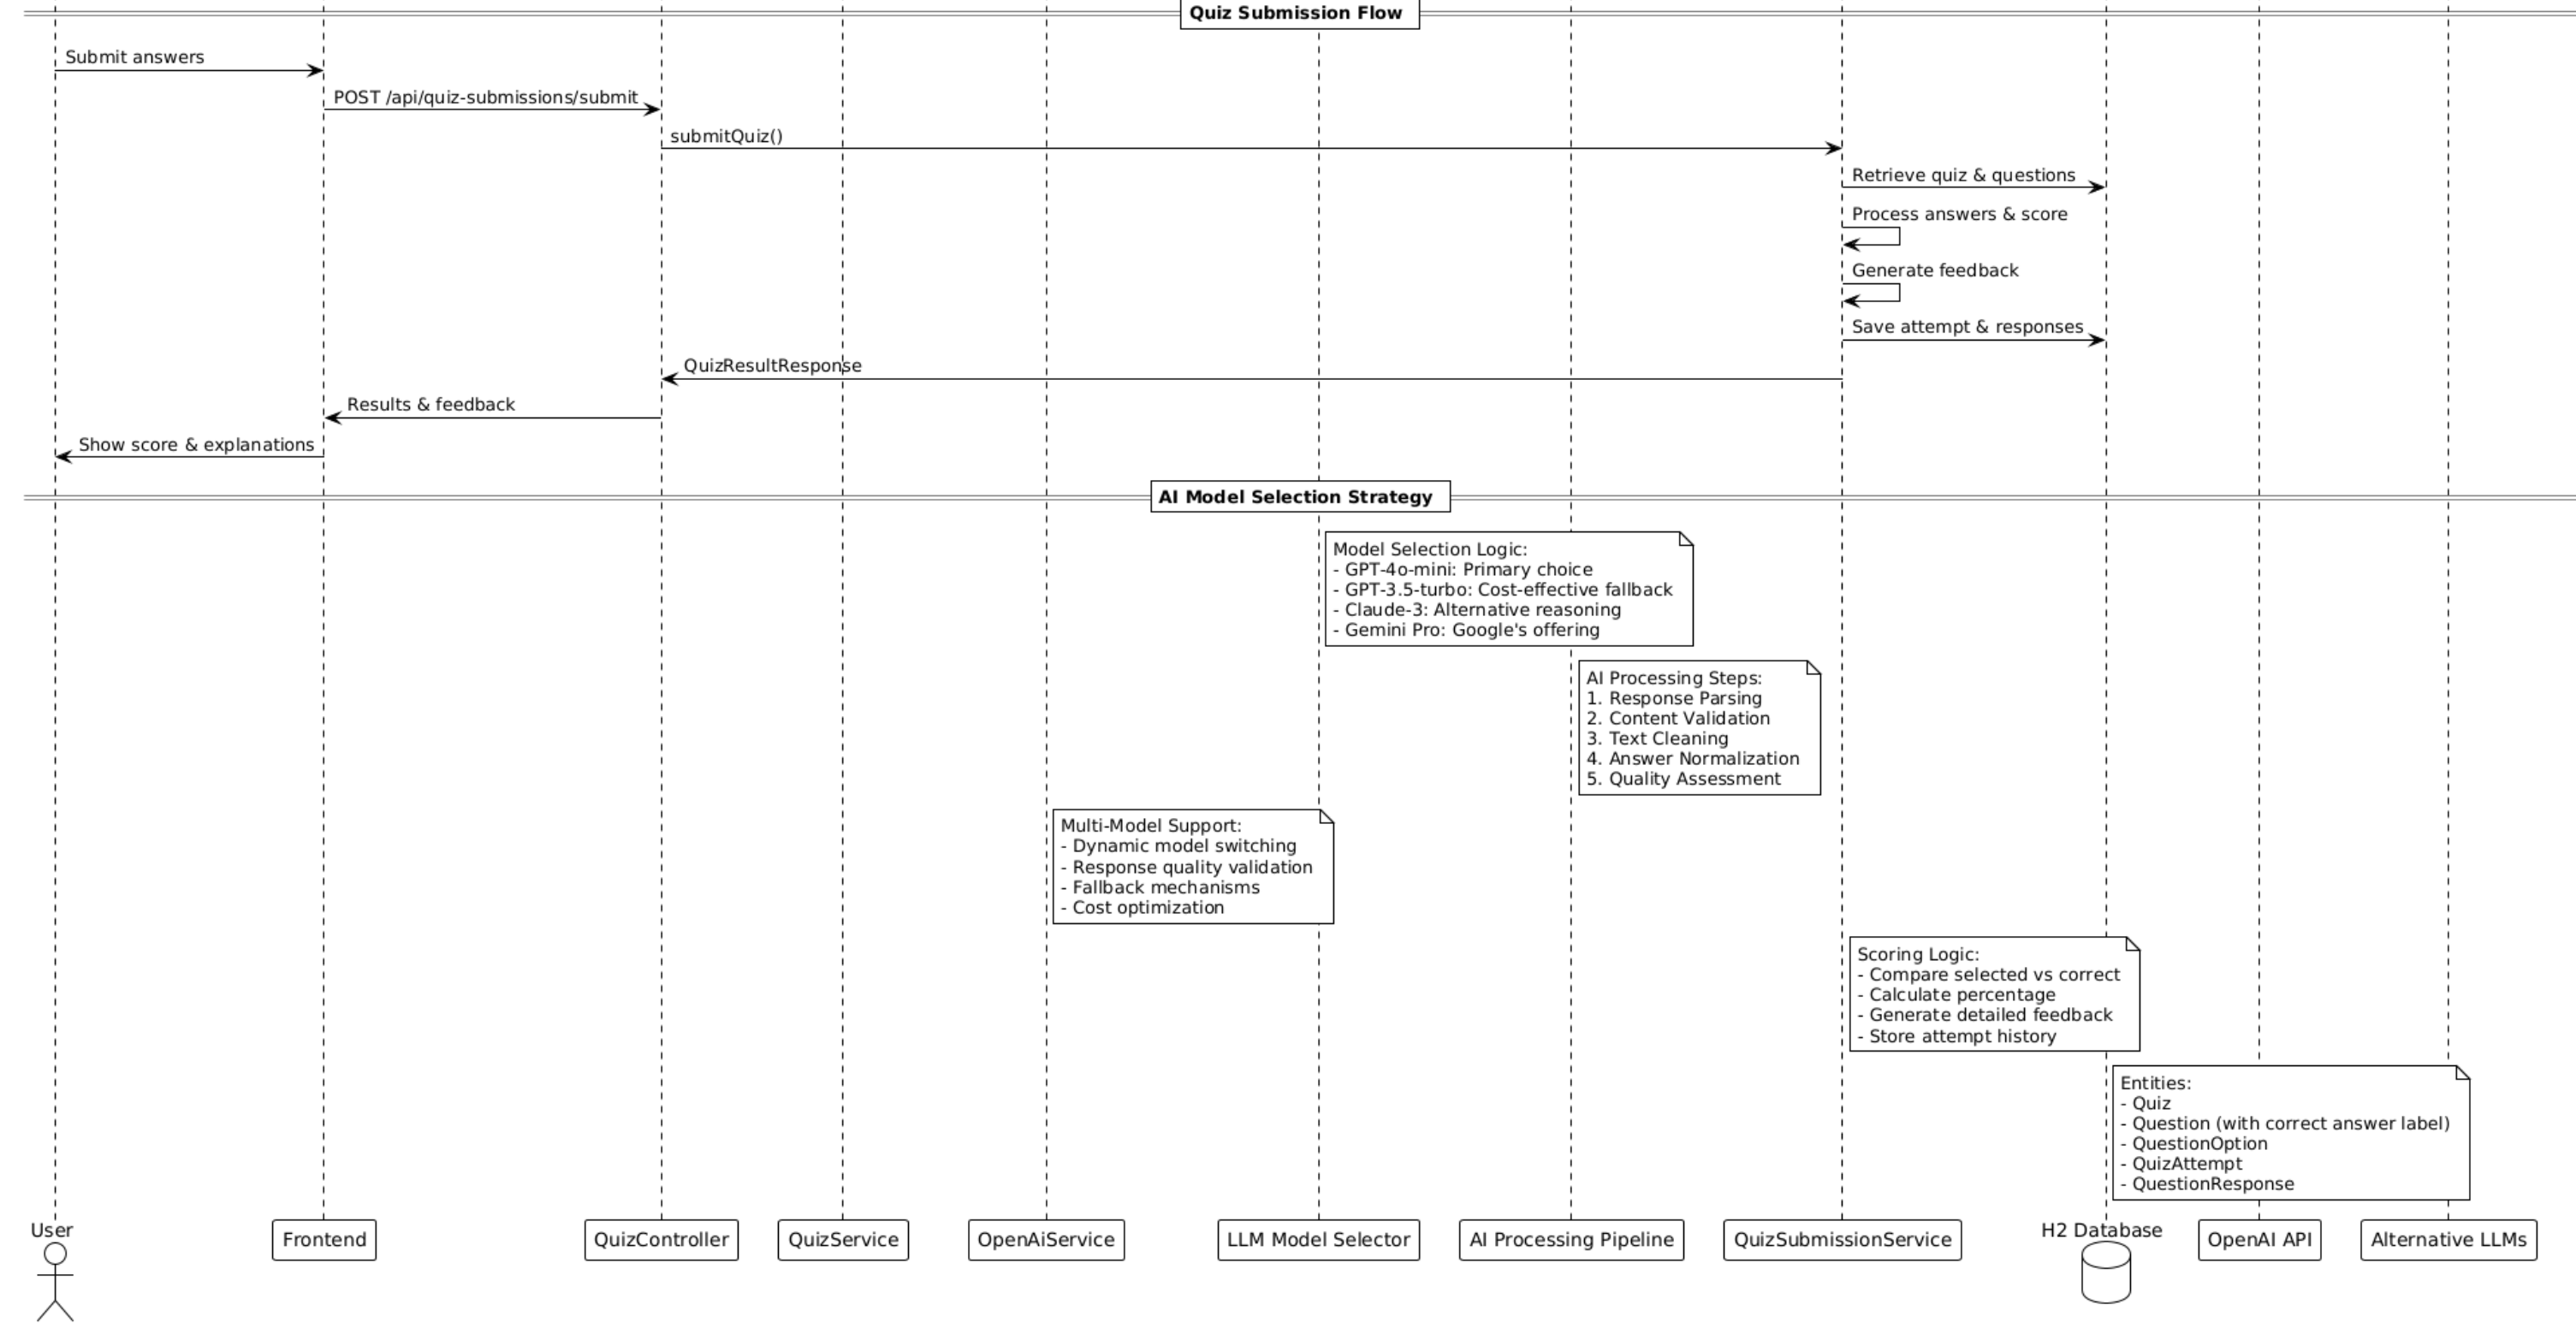 Quiz Submission Flow
Submit answers
POST /api/quiz-submissions/submit
submitQuiz()
Retrieve quiz & questions
Process answers & score
Generate feedback
Save attempt & responses
QuizResultResponse
Results & feedback
Show score & explanations
AI Model Selection Strategy
Model Selection Logic:
- GPT-4o-mini: Primary choice
- GPT-3.5-turbo: Cost-effective fallback
- Claude-3: Alternative reasoning
- Gemini Pro: Google's offering
AI Processing Steps:
1. Response Parsing
2. Content Validation
3. Text Cleaning
4. Answer Normalization
5. Quality Assessment
Multi-Model Support:
- Dynamic model switching
- Response quality validation
- Fallback mechanisms
- Cost optimization
Scoring Logic:
- Compare selected vs correct
- Calculate percentage
- Generate detailed feedback
- Store attempt history
Entities:
- Quiz
- Question (with correct answer label)
- QuestionOption
- QuizAttempt
- QuestionResponse
User
Frontend
QuizController
QuizService
OpenAiService
LLM Model Selector
AI Processing Pipeline
QuizSubmissionService
H2 Database
OpenAI API
Alternative LLMs